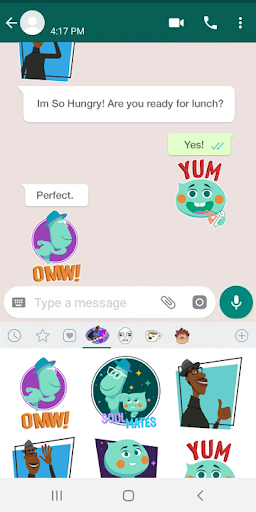 4:17 PM
Im So Hungry! Are you ready for lunch?
Yes!
YUM
Perfect.
OMW!
Type a message
OMW!
SOUL
MATES
YUM